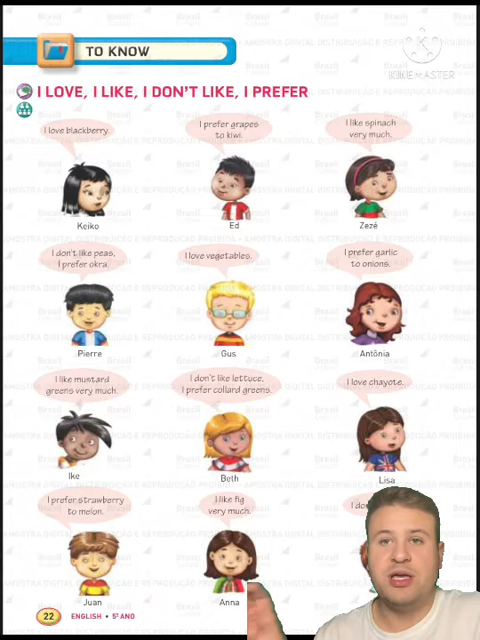 TO KNOW
KINEMASTER
I LOVE, I LIKE, I DON'T LIKE, I PREFER
I love blackberry.
Keiko
I prefer grapes
to kiwi.
Ed
I like spinach
very much.
Zezé
I don't like peas,
I prefer okra.
Pierre
I love vegetables.
Gus
I prefer garlic
to onions.
Antônia
I like mustard
greens very much.
Ike
I don't like lettuce,
I prefer collard greens.
Beth
I love chayote.
Lisa
I prefer strawberry
to melon.
Juan
I like fig
very much.
Anna
22 ENGLISH • 5º ANO